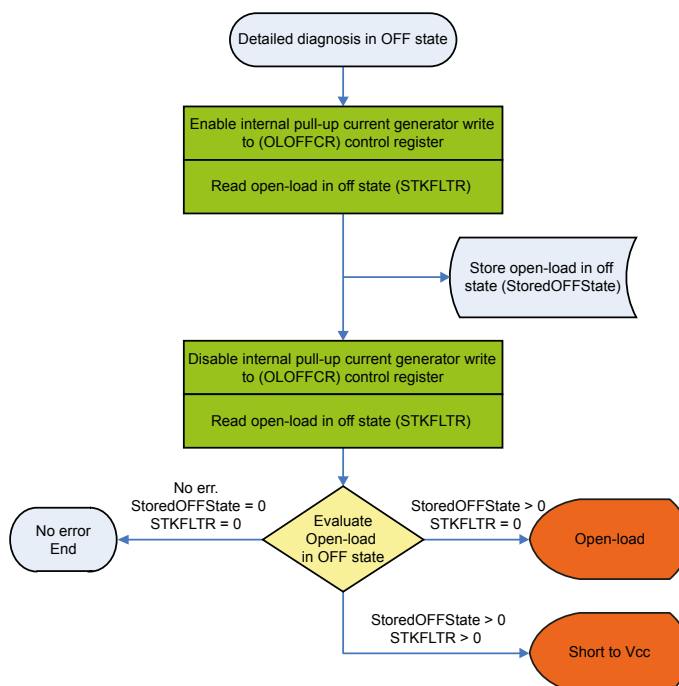 Detailed diagnosis in OFF state
Enable internal pull-up current generator write
to (OLOFFCR) control register
Read open-load in off state (STKFLTR)
Store open-load in off
state (StoredOFFState)
Disable internal pull-up current generator write
to (OLOFFCR) control register
Read open-load in off state (STKFLTR)
No err.
StoredOFFState = 0
STKFLTR = 0
No error
End
Evaluate
Open-load
in OFF state
StoredOFFState > 0
STKFLTR = 0
Open-load
StoredOFFState > 0
STKFLTR > 0
Short to Vcc